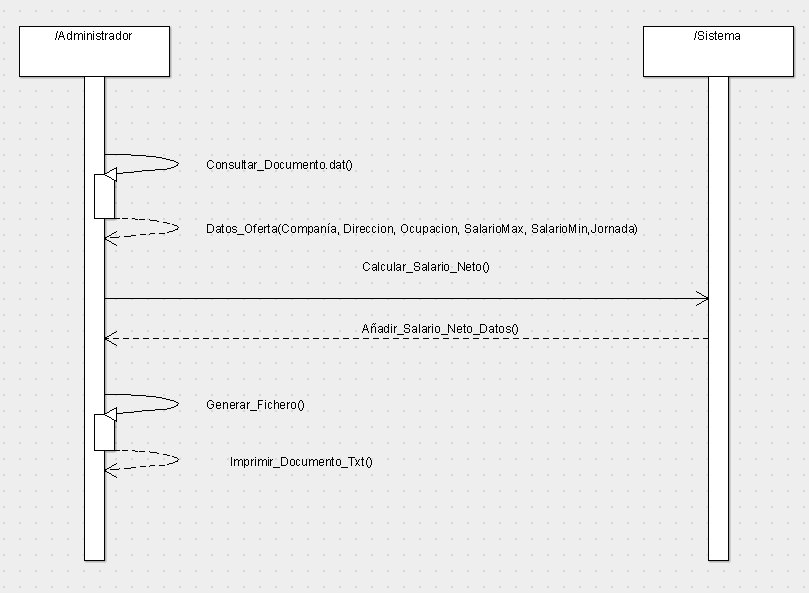 /Administrador
/Sistema
Consultar_Documento.dat()
Datos_Oferta(Companía, Direccion, Ocupacion, SalarioMax, SalarioMin,Jornada)
Calcular_Salario_Neto()
Añadir_Salario_Neto_Datos()
Generar_Fichero()
Imprimir_Documento_Txt()